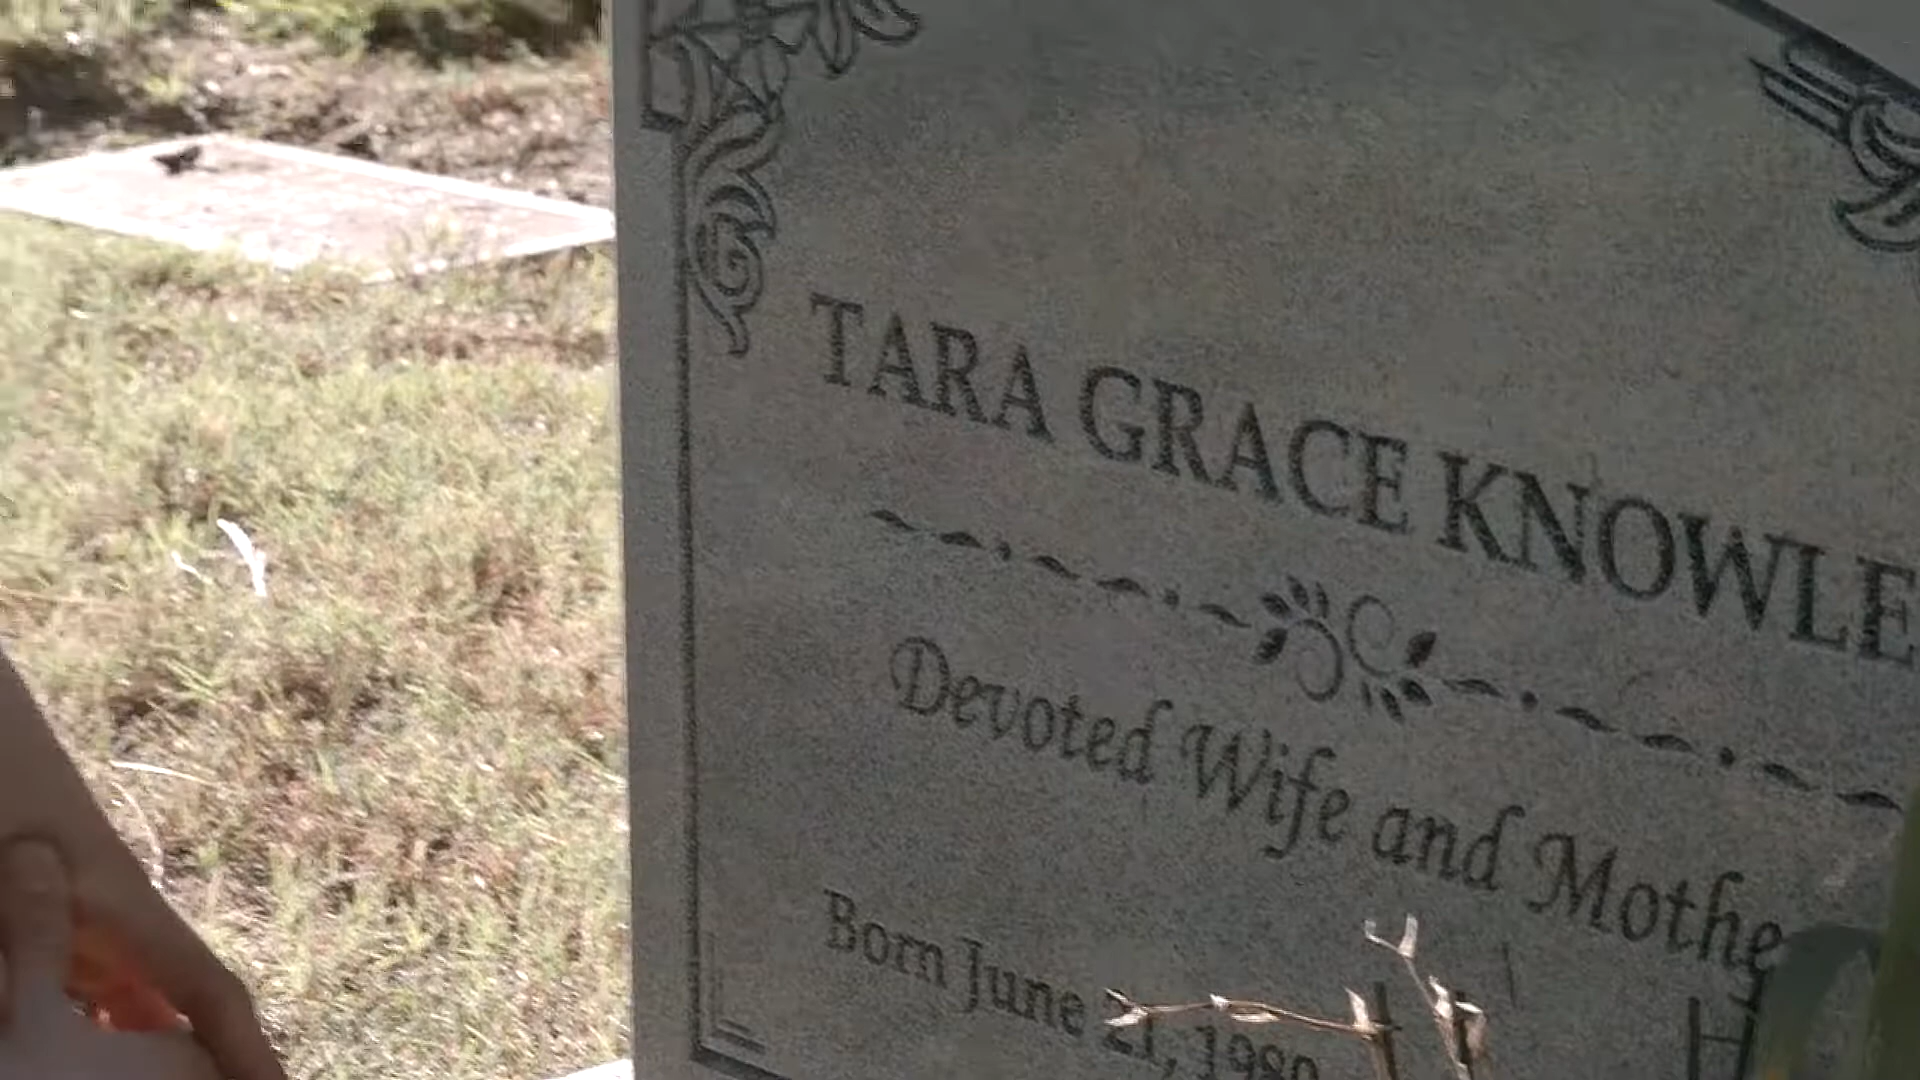 TARA GRACE KNOWLE
Devoted Wife and Mothe
Born June 21, 1980